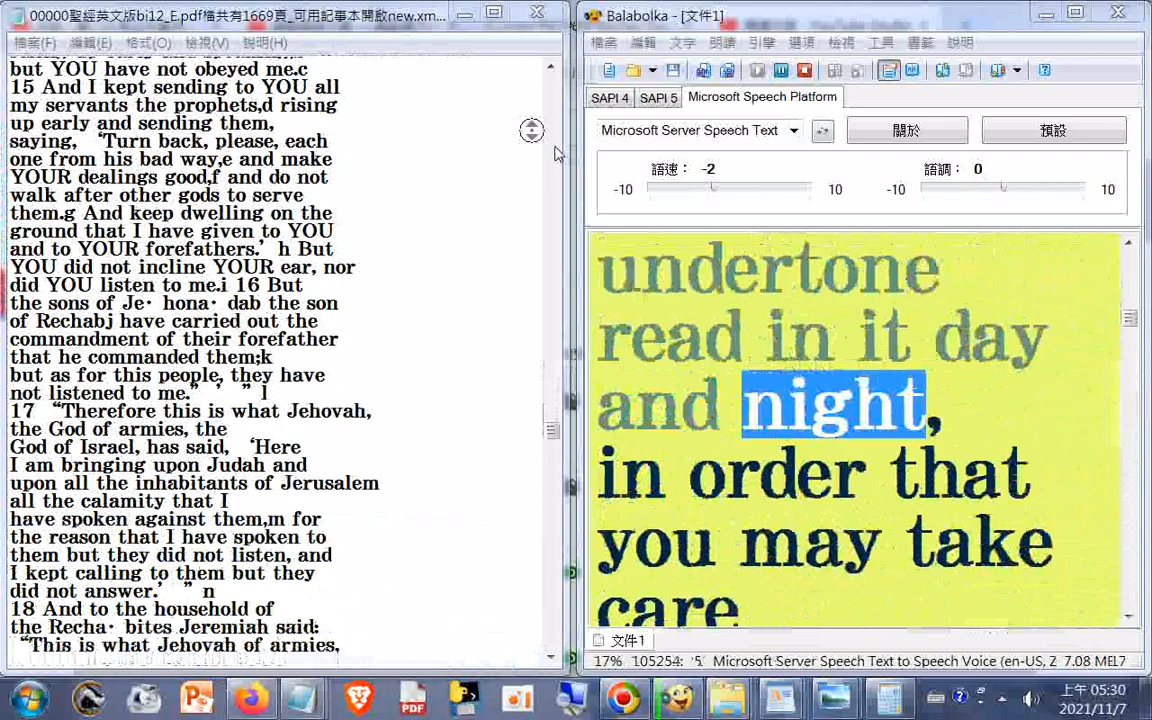 00000聖經英文版bi12_E.pdf檔共有1669頁_可用記事本開啟new.xm...
檔案(F) 編輯(E) 格式(O) 檢視(V) 說明(H)
but YOU have not obeyed me.c
15 And I kept sending to YOU all
my servants the prophets,d rising
up early and sending them,
saying, ‘Turn back, please, each
one from his bad way,e and make
YOUR dealings good,f and do not
walk after other gods to serve
them.g And keep dwelling on the
ground that I have given to YOU
and to YOUR forefathers.’ h But
YOU did not incline YOUR ear, nor
did YOU listen to me.i 16 But
the sons of Je·hona·dab the son
of Rechabj have carried out the
commandment of their forefather
that he commanded them;k
but as for this people, they have
not listened to me.”’”l
17 “Therefore this is what Jehovah,
the God of armies, the
God of Israel, has said, ‘Here
I am bringing upon Judah and
upon all the inhabitants of Jerusalem
all the calamity that I
have spoken against them,m for
the reason that I have spoken to
them but they did not listen, and
I kept calling to them but they
did not answer.’”n
18 And to the household of
the Recha·bites Jeremiah said:
“This is what Jehovah of armies,
Balabolka - [文件1]
檔案 編輯 文字 朗讀 引擎 選項 檢視 工具 書籤 說明
SAPI 4 SAPI 5 Microsoft Speech Platform
Microsoft Server Speech Text 關於 預設
語速： -2 語調： 0
-10 10 -10 10
undertone
read in it day
and night,
in order that
you may take
care
文件1
17% 105254: Microsoft Server Speech Text to Speech Voice (en-US, Z 7.08 MB
上午 05:30
2021/11/7